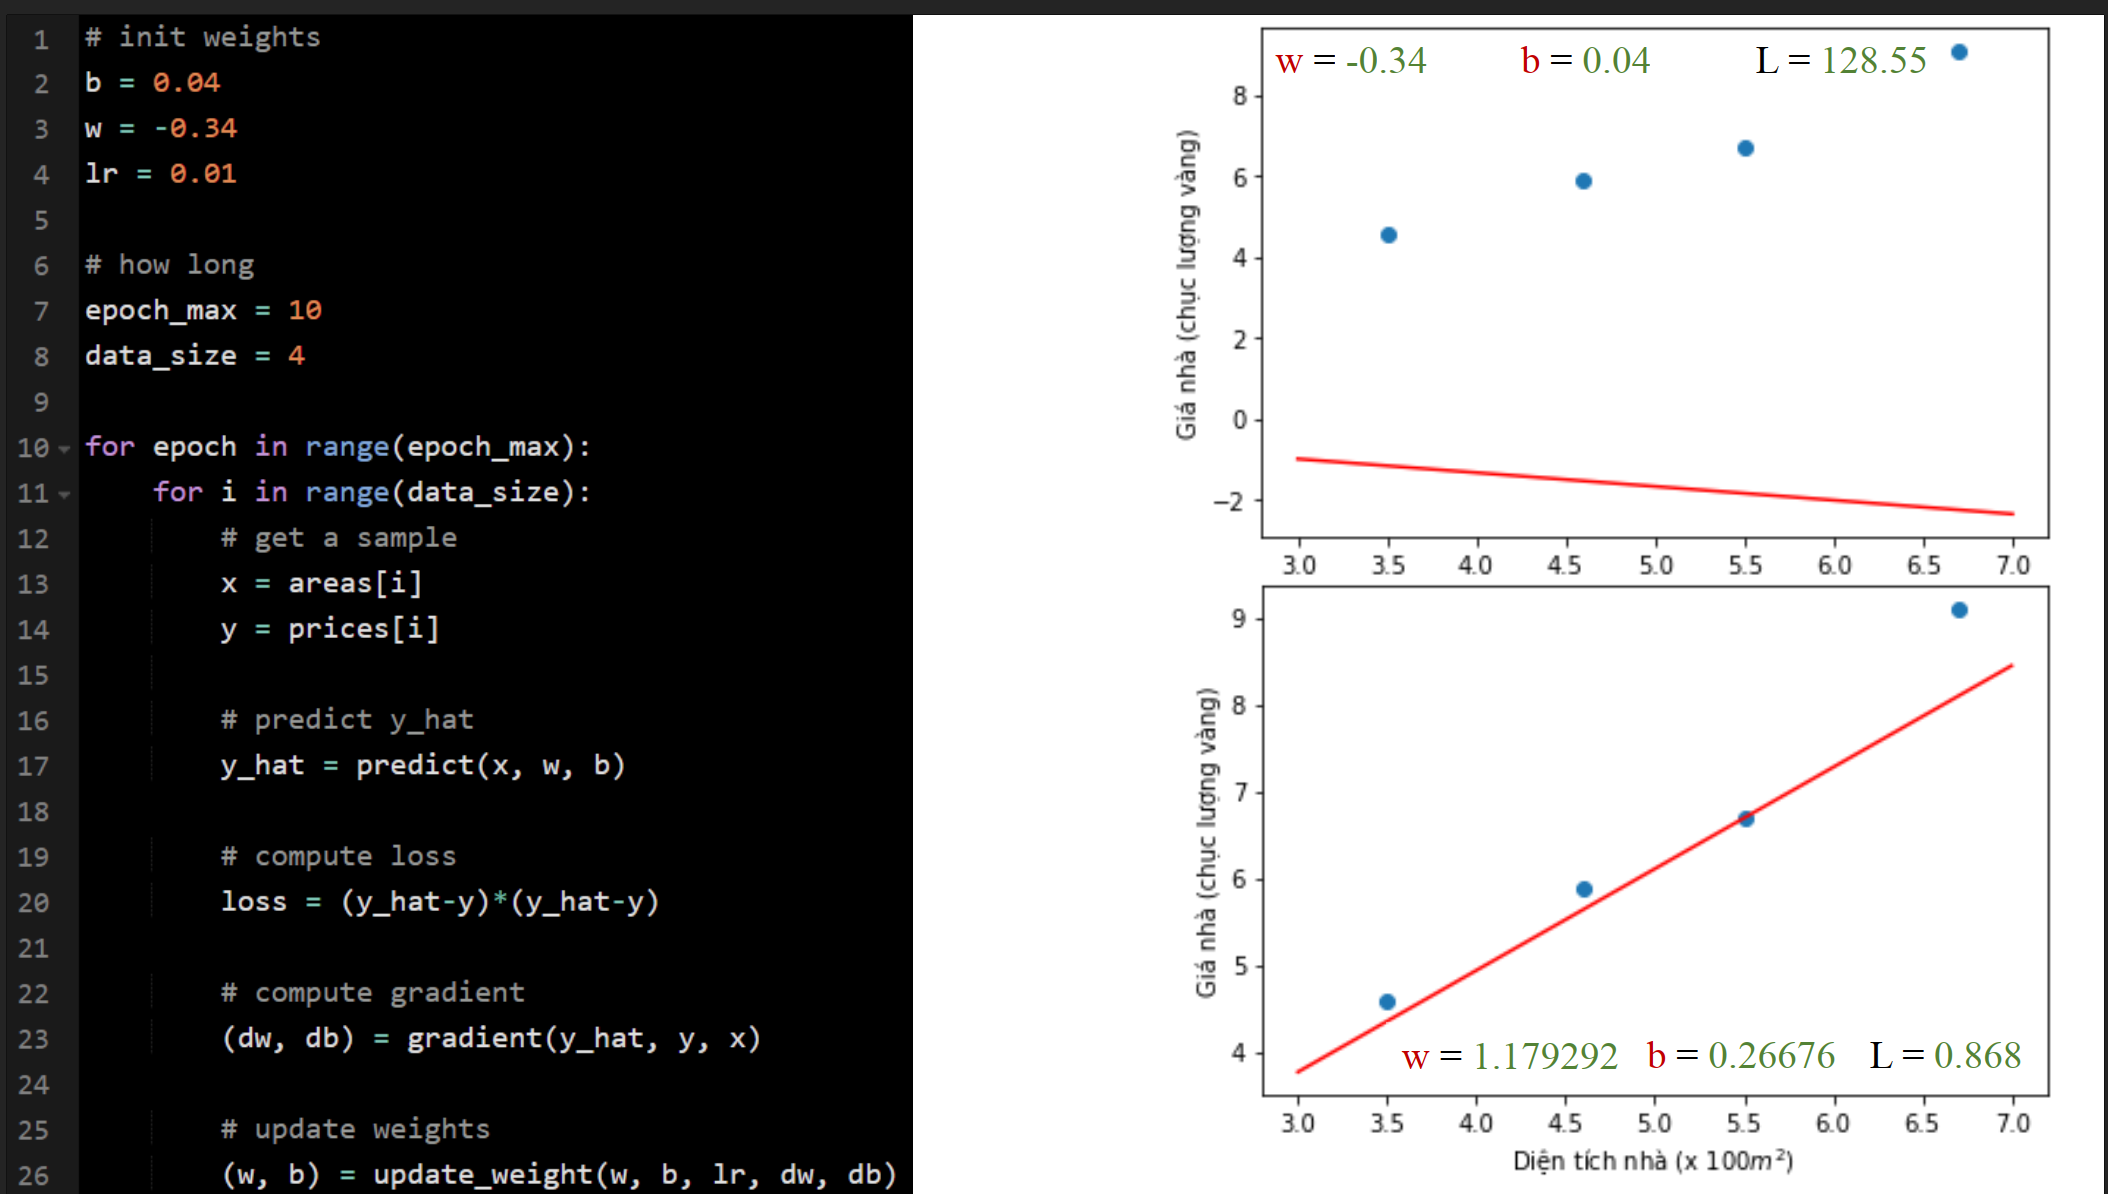 1 # init weights
2 b = 0.04
3 w = -0.34
4 lr = 0.01
5
6 # how long
7 epoch_max = 10
8 data_size = 4
9
10 for epoch in range(epoch_max):
11 for i in range(data_size):
12 # get a sample
13 x = areas[i]
14 y = prices[i]
15
16 # predict y_hat
17 y_hat = predict(x, w, b)
18
19 # compute loss
20 loss = (y_hat-y)*(y_hat-y)
21
22 # compute gradient
23 (dw, db) = gradient(y_hat, y, x)
24
25 # update weights
26 (w, b) = update_weight(w, b, lr, dw, db)
w = -0.34 b = 0.04 L = 128.55
Giá nhà (chục lượng vàng)
8
6
4
2
0
−2
3.0 3.5 4.0 4.5 5.0 5.5 6.0 6.5 7.0
Giá nhà (chục lượng vàng)
9
8
7
6
5
4
w = 1.179292 b = 0.26676 L = 0.868
3.0 3.5 4.0 4.5 5.0 5.5 6.0 6.5 7.0
Diện tích nhà (x 100m²)